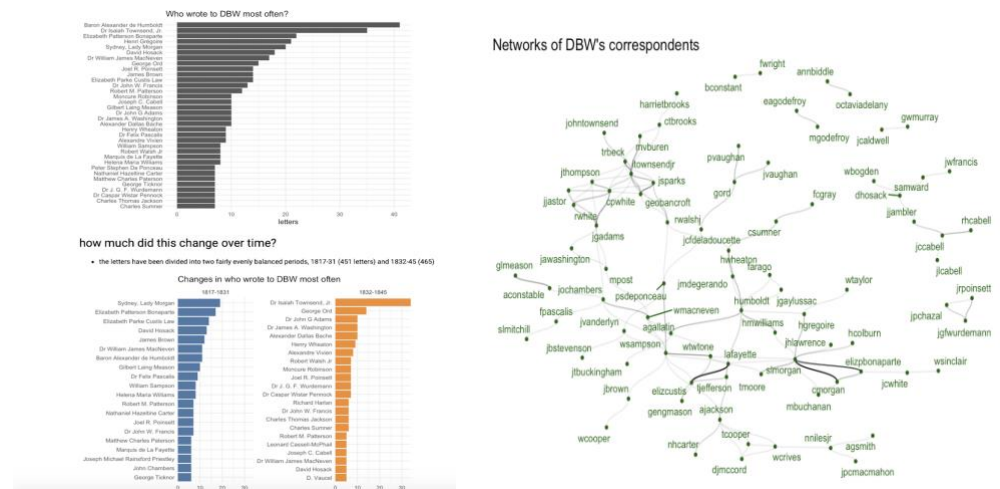 Who wrote to DBW most often?
Baron Alexander de Humboldt
Dr Isaiah Townsend, Jr.
Elizabeth Patterson Bonaparte
Henri Grégoire
Sydney, Lady Morgan
David Hosack
Dr William James MacNeven
George Ord
Joel R. Poinsett
James Brown
Elizabeth Parke Custis Law
Dr John W. Francis
Robert M. Patterson
Moncure Robinson
Joseph C. Cabell
Gilbert Laing Meason
Dr John G Adams
Dr James A. Washington
Alexander Dallas Bache
Henry Wheaton
Dr Felix Pascalis
Alexandre Vivien
William Sampson
Robert Walsh Jr
Marquis de La Fayette
Helena Maria Williams
Peter Stephen Du Ponceau
Nathaniel Hazeltine Carter
Matthew Charles Paterson
George Ticknor
Dr J. G. F. Wurdemann
Dr Caspar Wistar Pennock
Charles Thomas Jackson
Charles Sumner
0 10 20 30 40
letters
how much did this change over time?
• the letters have been divided into two fairly evenly balanced periods, 1817-31 (451 letters) and 1832-45 (465)
Changes in who wrote to DBW most often
1817-1831
Sydney, Lady Morgan
Elizabeth Patterson Bonaparte
Elizabeth Parke Custis Law
David Hosack
James Brown
Dr William James MacNeven
Baron Alexander de Humboldt
Gilbert Laing Meason
Dr Felix Pascalis
William Sampson
Helena Maria Williams
Robert M. Patterson
Nathaniel Hazeltine Carter
Joel R. Poinsett
Dr John W. Francis
Matthew Charles Paterson
Marquis de La Fayette
Joseph Michael Rainsford Priestley
John Chambers
George Ticknor
1832-1845
Dr Isaiah Townsend, Jr.
George Ord
Dr John G Adams
Dr James A. Washington
Alexander Dallas Bache
Henry Wheaton
Alexandre Vivien
Robert Walsh Jr
Moncure Robinson
Joel R. Poinsett
Dr J. G. F. Wurdemann
Dr Caspar Wistar Pennock
Richard Harlan
Dr John W. Francis
Charles Thomas Jackson
Charles Sumner
Robert M. Patterson
Leonard Cassell McPhail
Joseph C. Cabell
Dr William James MacNeven
David Hosack
D. Vauzal
Networks of DBW's correspondents
fwright
annbiddle
bconstant
harrietbrooks
eagodefroy
octaviadelany
johntownsend
ctbrooks
gwmurray
mvburen
mgodefroy
jcaldwell
trbeck
itownsendjr
pvaughan
jwfrancis
jthompson
jsparks
jvaughan
wbogden
samward
jjastor
cpwhite
geobancroft
gord
fcgray
dhosack
rwhite
rwalshj
jjambler
rhcabell
jgadams
jcfdeladoucette
csumner
jccabell
jawashington
hwheaton
glmeason
mpost
farago
jlcabell
jmdegerando
wtaylor
aconstable
jochambers
psdeponceau
humboldt
jgaylussac
jrpoinsett
fpascalis
wmacneven
jpchazal
slmitchill
jvanderlyn
agallatin
hmwilliams
hgregoire
jgfwurdemann
wsampson
jhlawrence
hcolburn
jbstevenson
wtwtone
lafayette
elizpbonaparte
wsinclair
jtbuckingham
slmorgan
jcwhite
jbrown
elizcustis
tjefferson
tmoore
cmorgan
gengmason
mbuchanan
ajackson
wcooper
tcooper
nnilesjr
agsmith
nhcarter
wcrives
djmccord
jpcmacmahon